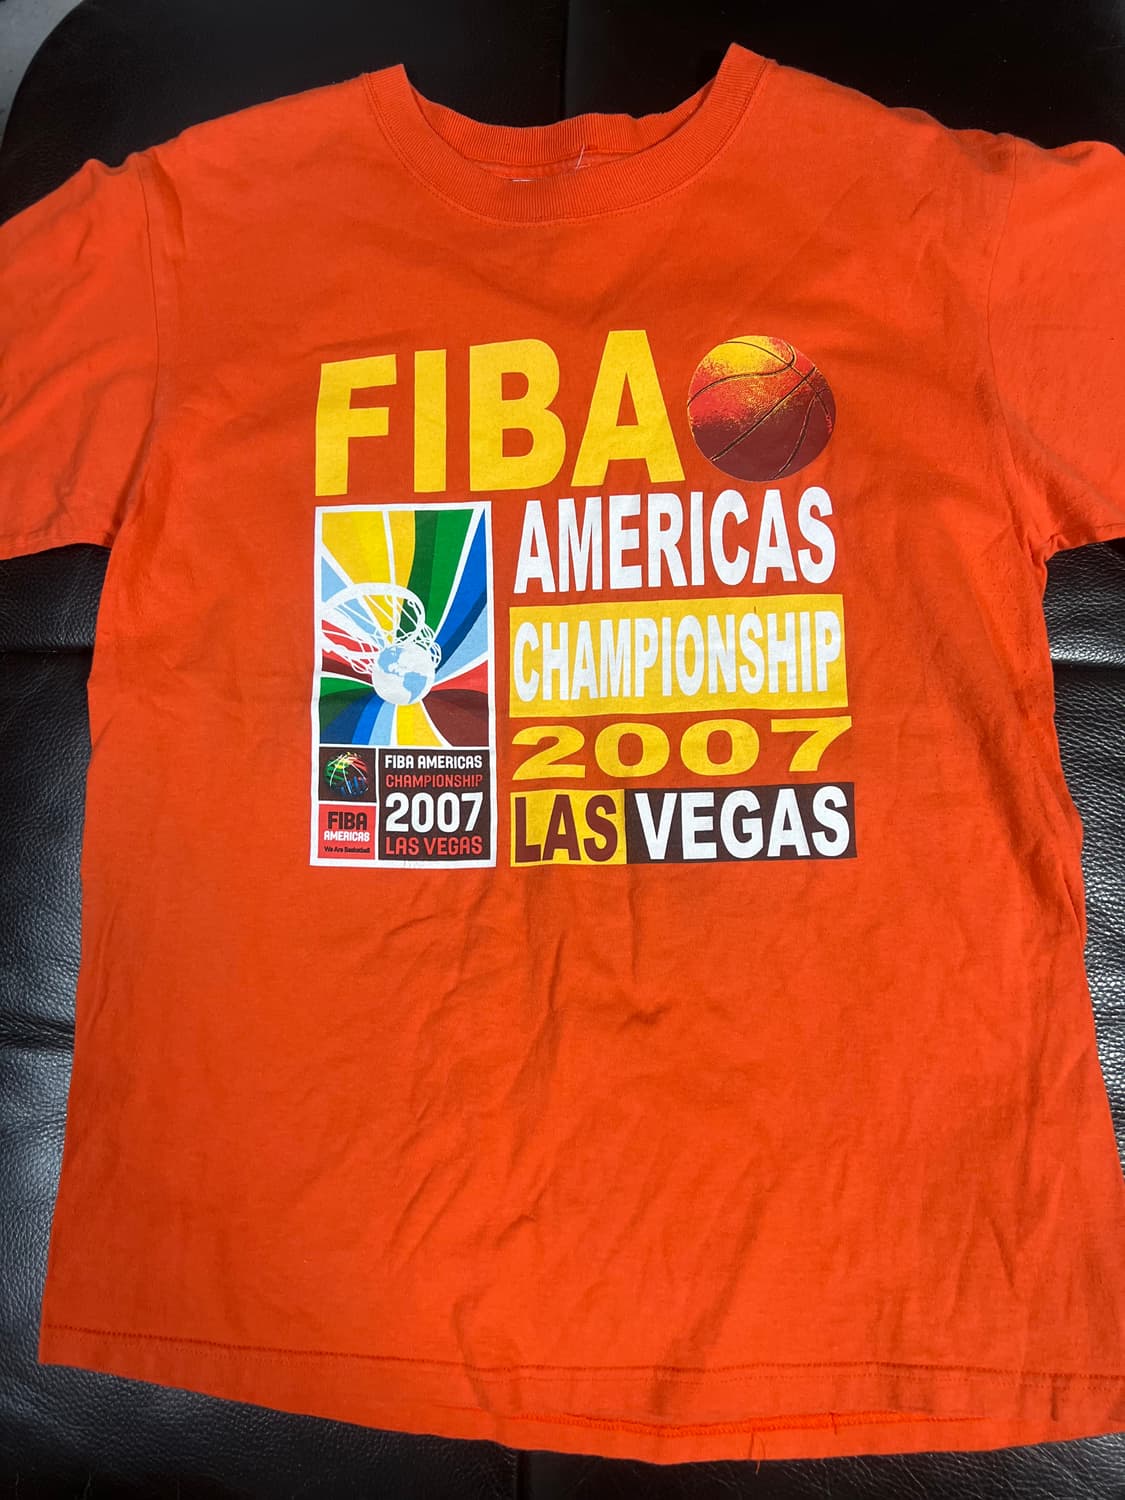 FIBA
AMERICAS
CHAMPIONSHIP
2007
LAS VEGAS
FIBA AMERICAS
CHAMPIONSHIP
2007
LAS VEGAS
FIBA
AMERICAS
We Are Basketball